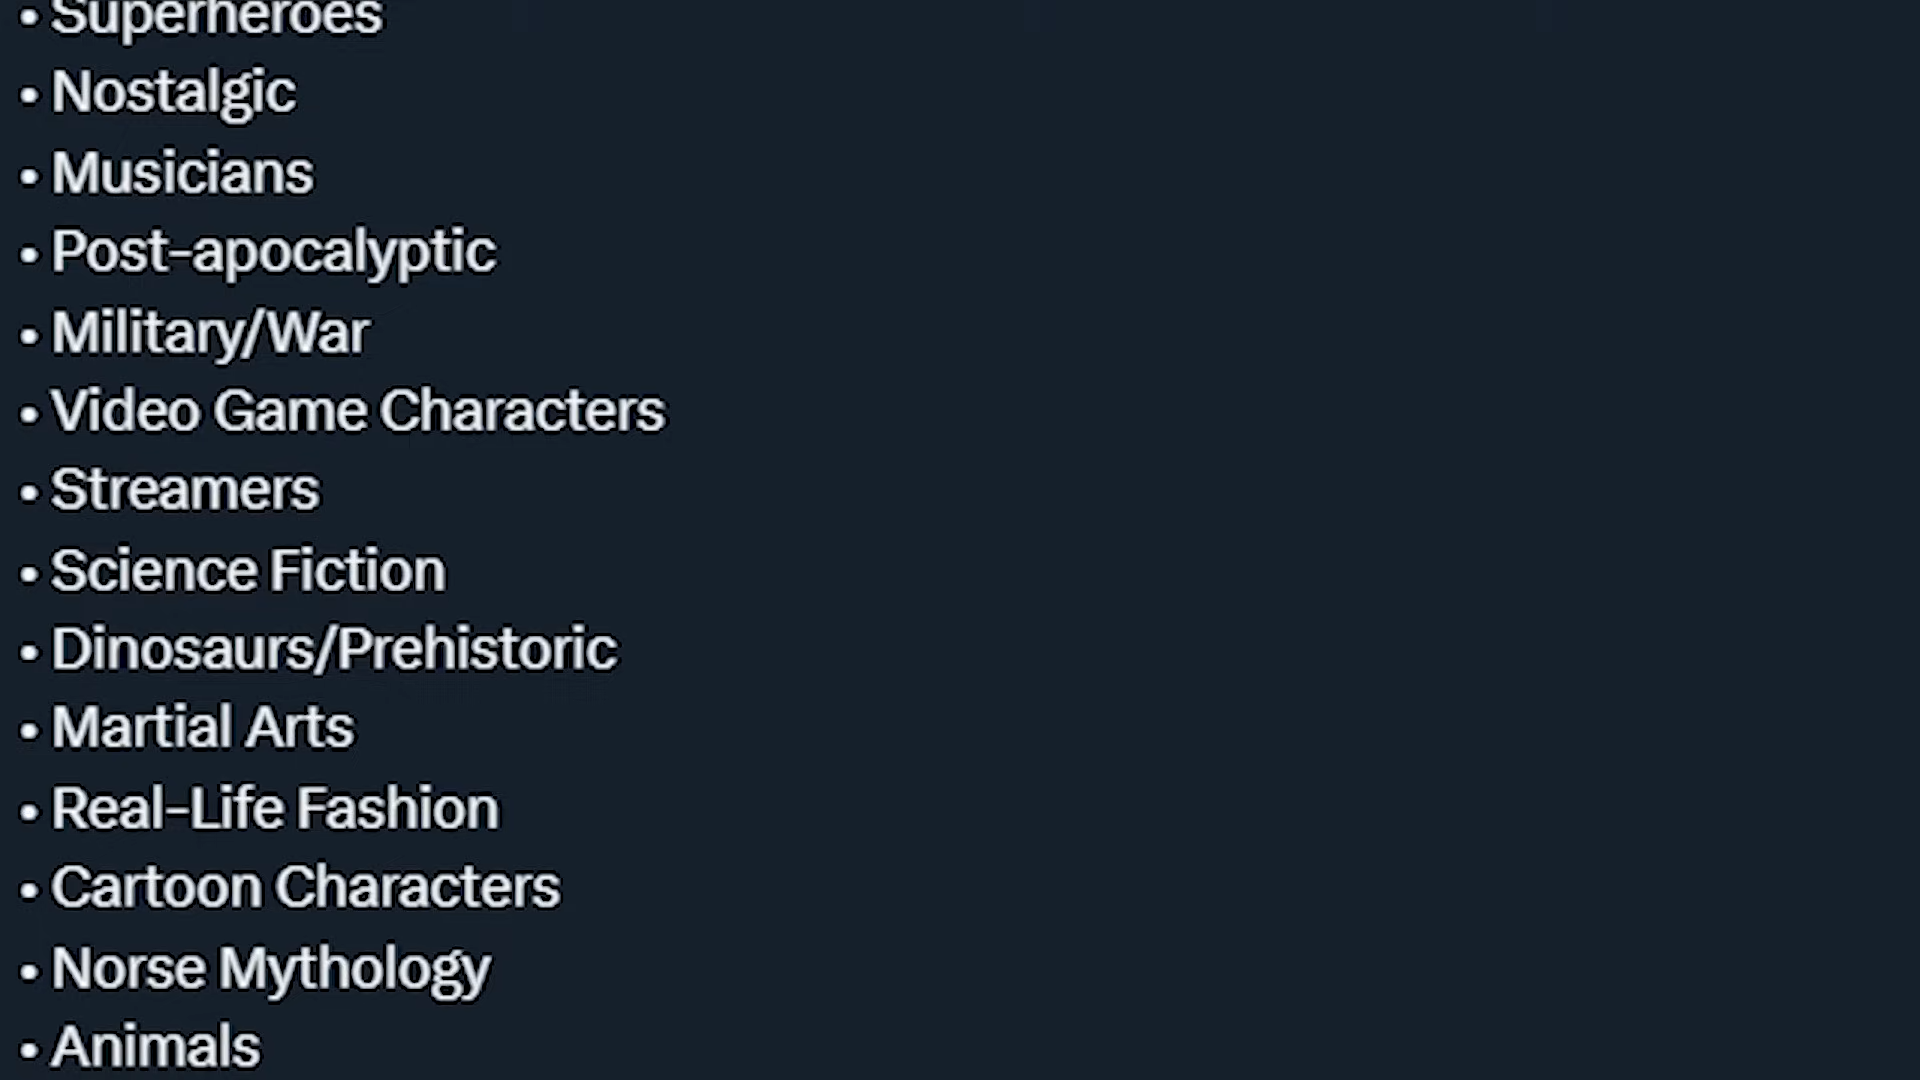 • Superheroes
• Nostalgic
• Musicians
• Post-apocalyptic
• Military/War
• Video Game Characters
• Streamers
• Science Fiction
• Dinosaurs/Prehistoric
• Martial Arts
• Real-Life Fashion
• Cartoon Characters
• Norse Mythology
• Animals